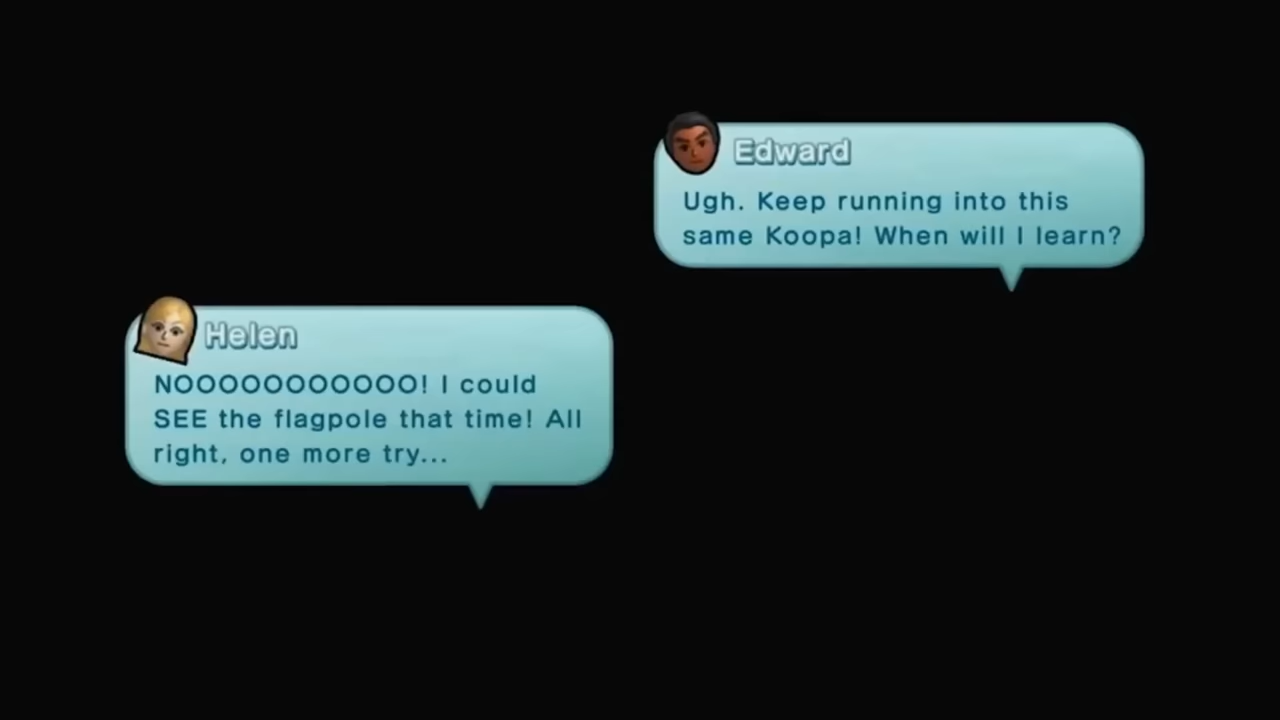 Edward
Ugh. Keep running into this
same Koopa! When will I learn?
Helen
NOOOOOOOOOOO! I could
SEE the flagpole that time! All
right, one more try...